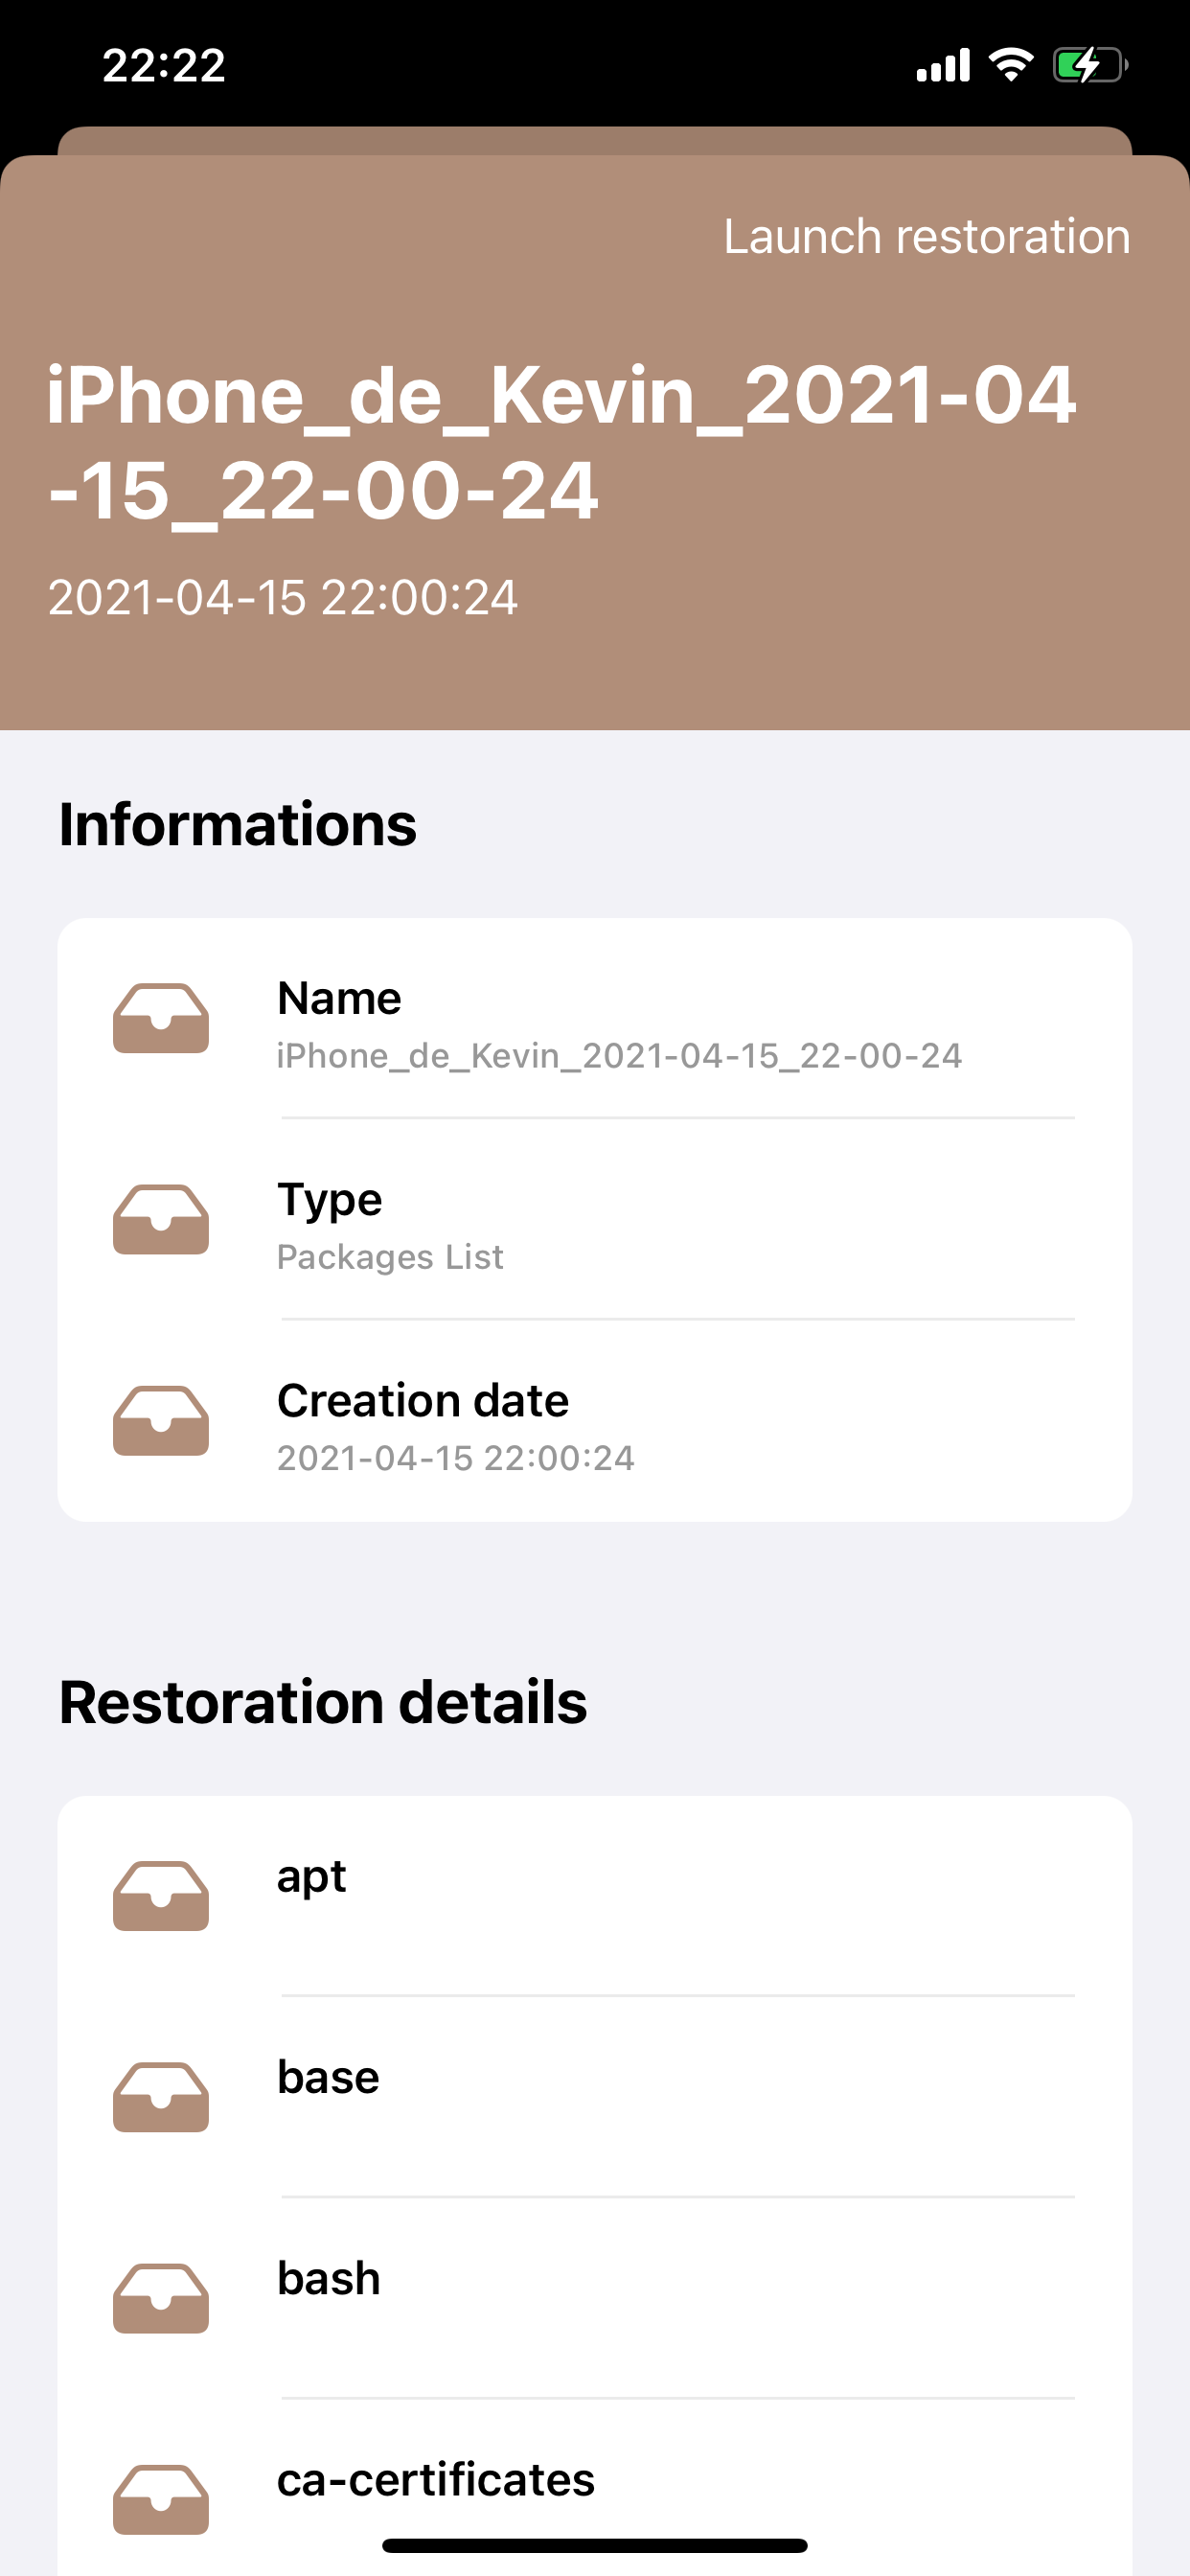 22:22
Launch restoration
iPhone_de_Kevin_2021-04
-15_22-00-24
2021-04-15 22:00:24
Informations
Name
iPhone_de_Kevin_2021-04-15_22-00-24
Type
Packages List
Creation date
2021-04-15 22:00:24
Restoration details
apt
base
bash
ca-certificates